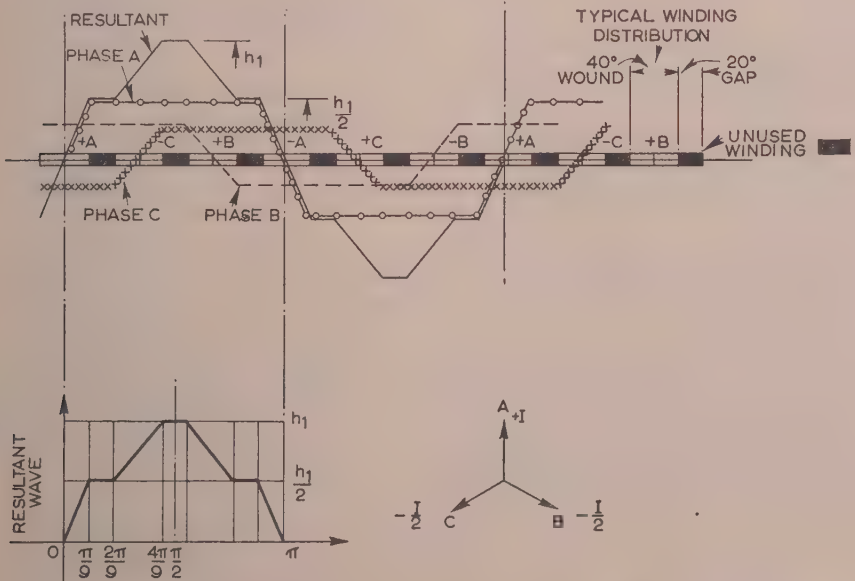 RESULTANT
PHASE A
h₁
h₁/2
TYPICAL WINDING
DISTRIBUTION
40°
WOUND
20°
GAP
+A
-C
+B
-A
+C
-B
+A
-C
+B
UNUSED
WINDING
PHASE C
PHASE B
RESULTANT
WAVE
h₁
h₁/2
0
π/9
2π/9
4π/9
π/2
π
A
+I
-I/2
C
B
-I/2